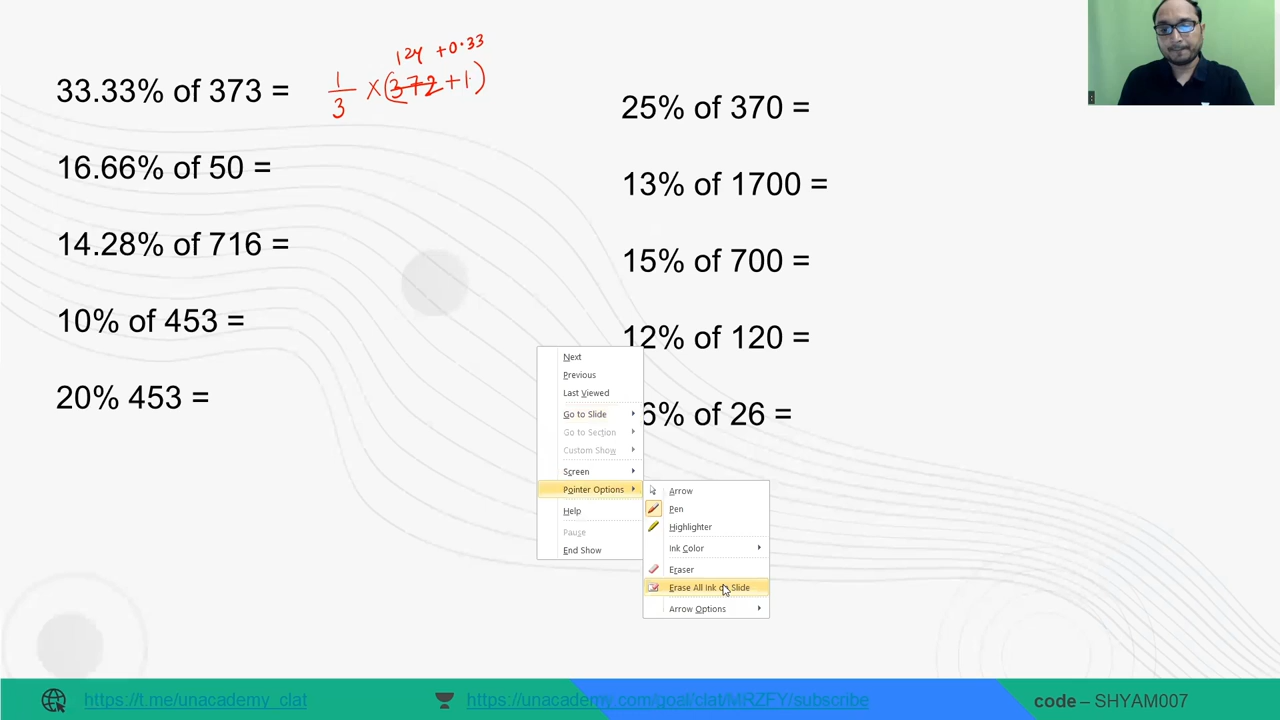 33.33% of 373 =
1/3 × (372 + 1)
124 + 0.33
16.66% of 50 =
14.28% of 716 =
10% of 453 =
20% 453 =
25% of 370 =
13% of 1700 =
15% of 700 =
12% of 120 =
6% of 26 =
Next
Previous
Last Viewed
Go to Slide
Go to Section
Custom Show
Screen
Pointer Options
Help
Pause
End Show
Arrow
Pen
Highlighter
Ink Color
Eraser
Erase All Ink on Slide
Arrow Options
https://t.me/unacademy_clat
https://unacademy.com/goal/clat/MRZFY/subscribe
code – SHYAM007